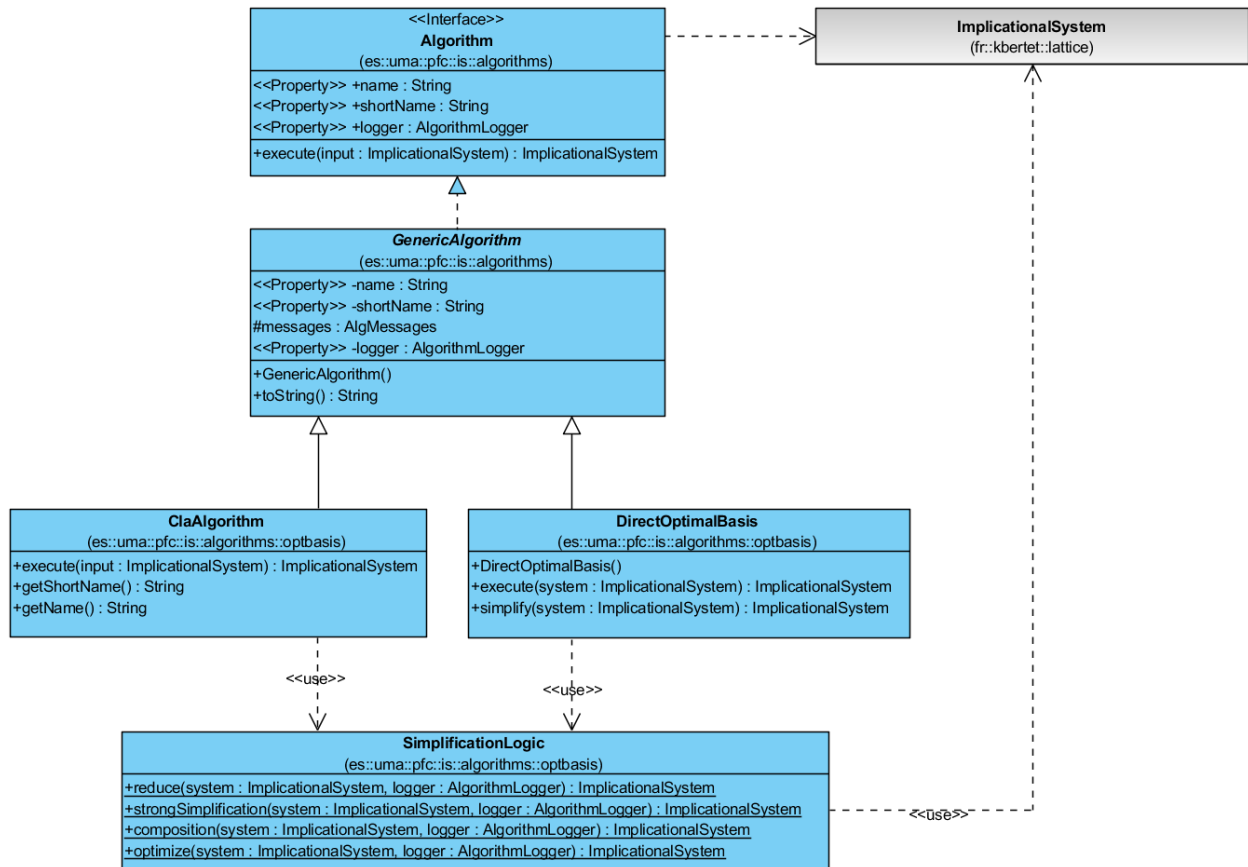 <<Interface>>
Algorithm
(es::uma::pfc::is::algorithms)
<<Property>> +name : String
<<Property>> +shortName : String
<<Property>> +logger : AlgorithmLogger
+execute(input : ImplicationalSystem) : ImplicationalSystem
ImplicationalSystem
(fr::kbertet::lattice)
GenericAlgorithm
(es::uma::pfc::is::algorithms)
<<Property>> -name : String
<<Property>> -shortName : String
#messages : AlgMessages
<<Property>> -logger : AlgorithmLogger
+GenericAlgorithm()
+toString() : String
ClaAlgorithm
(es::uma::pfc::is::algorithms::optbasis)
+execute(input : ImplicationalSystem) : ImplicationalSystem
+getShortName() : String
+getName() : String
DirectOptimalBasis
(es::uma::pfc::is::algorithms::optbasis)
+DirectOptimalBasis()
+execute(system : ImplicationalSystem) : ImplicationalSystem
+simplify(system : ImplicationalSystem) : ImplicationalSystem
<<use>>
<<use>>
SimplificationLogic
(es::uma::pfc::is::algorithms::optbasis)
+reduce(system : ImplicationalSystem, logger : AlgorithmLogger) : ImplicationalSystem
+strongSimplification(system : ImplicationalSystem, logger : AlgorithmLogger) : ImplicationalSystem
+composition(system : ImplicationalSystem, logger : AlgorithmLogger) : ImplicationalSystem
+optimize(system : ImplicationalSystem, logger : AlgorithmLogger) : ImplicationalSystem
<<use>>